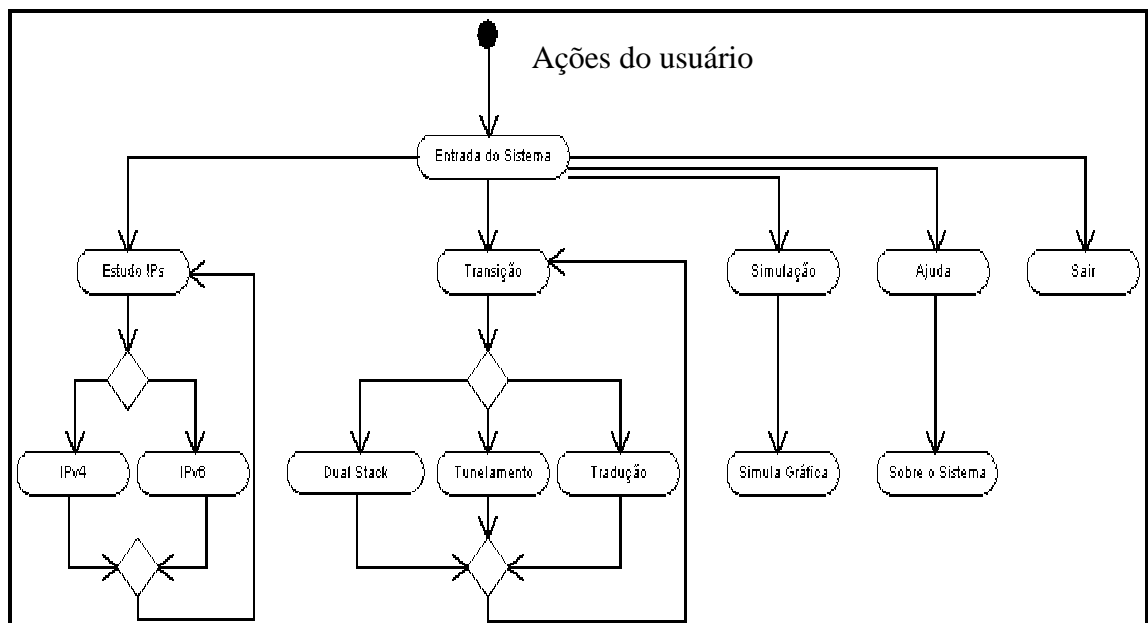 Ações do usuário
Entrada do Sistema
Estudo IPs
Transição
Simulação
Ajuda
Sair
IPv4
IPv6
Dual Stack
Tunelamento
Tradução
Simula Gráfica
Sobre o Sistema